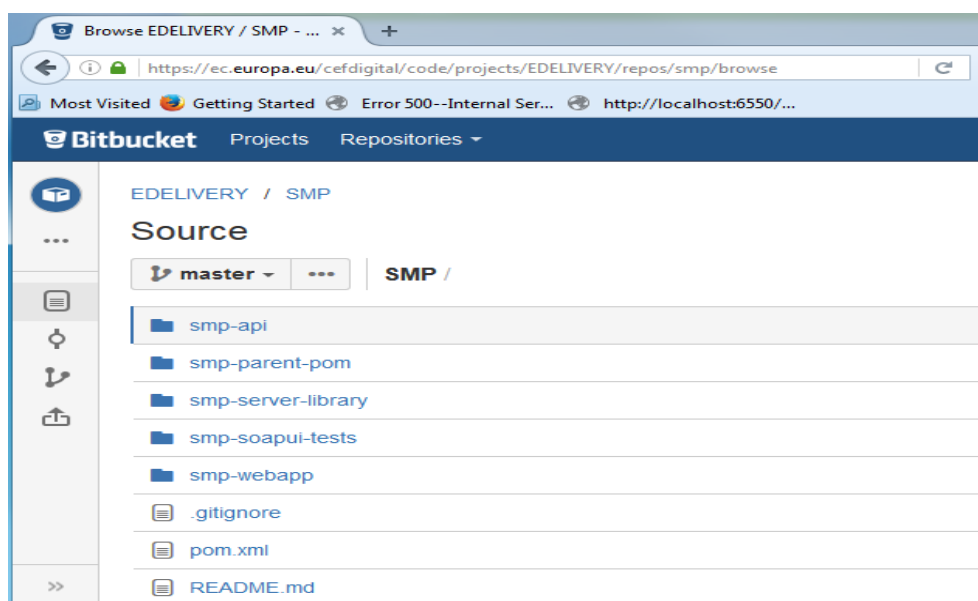 Browse EDELIVERY / SMP - ... × +
https://ec.europa.eu/cefdigital/code/projects/EDELIVERY/repos/smp/browse
Most Visited Getting Started Error 500--Internal Ser... http://localhost:6550/...
Bitbucket Projects Repositories
EDELIVERY / SMP
Source
master ... SMP /
smp-api
smp-parent-pom
smp-server-library
smp-soapui-tests
smp-webapp
.gitignore
pom.xml
README.md